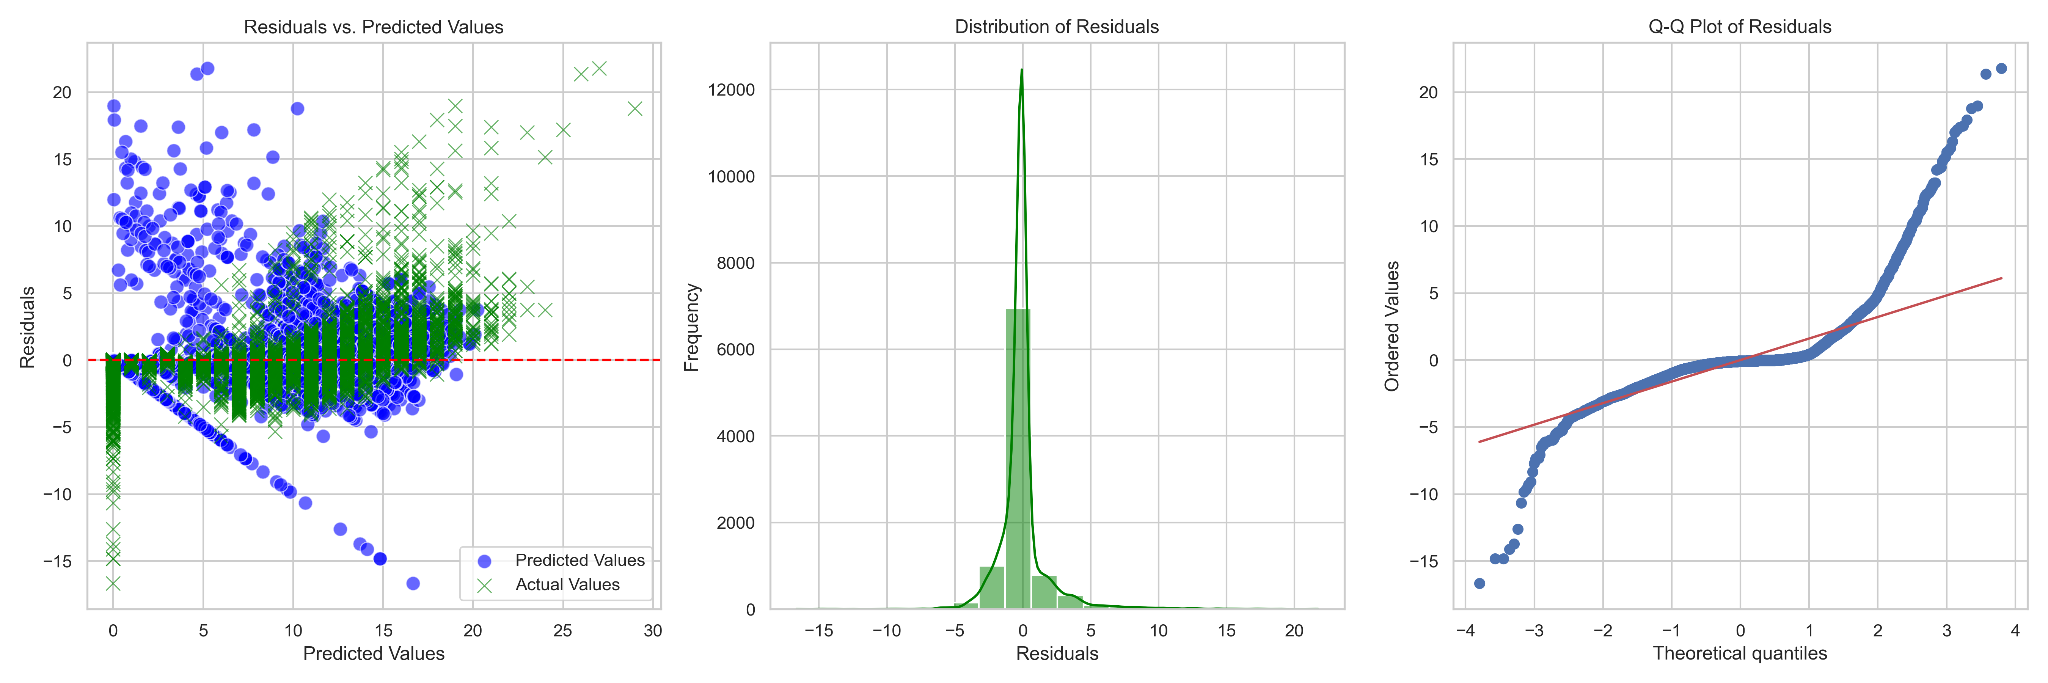 Residuals vs. Predicted Values
Residuals
20
15
10
5
0
−5
−10
−15
0 5 10 15 20 25 30
Predicted Values
Predicted Values
Actual Values
Distribution of Residuals
Frequency
12000
10000
8000
6000
4000
2000
0
−15 −10 −5 0 5 10 15 20
Residuals
Q-Q Plot of Residuals
Ordered Values
20
15
10
5
0
−5
−10
−15
−4 −3 −2 −1 0 1 2 3 4
Theoretical quantiles